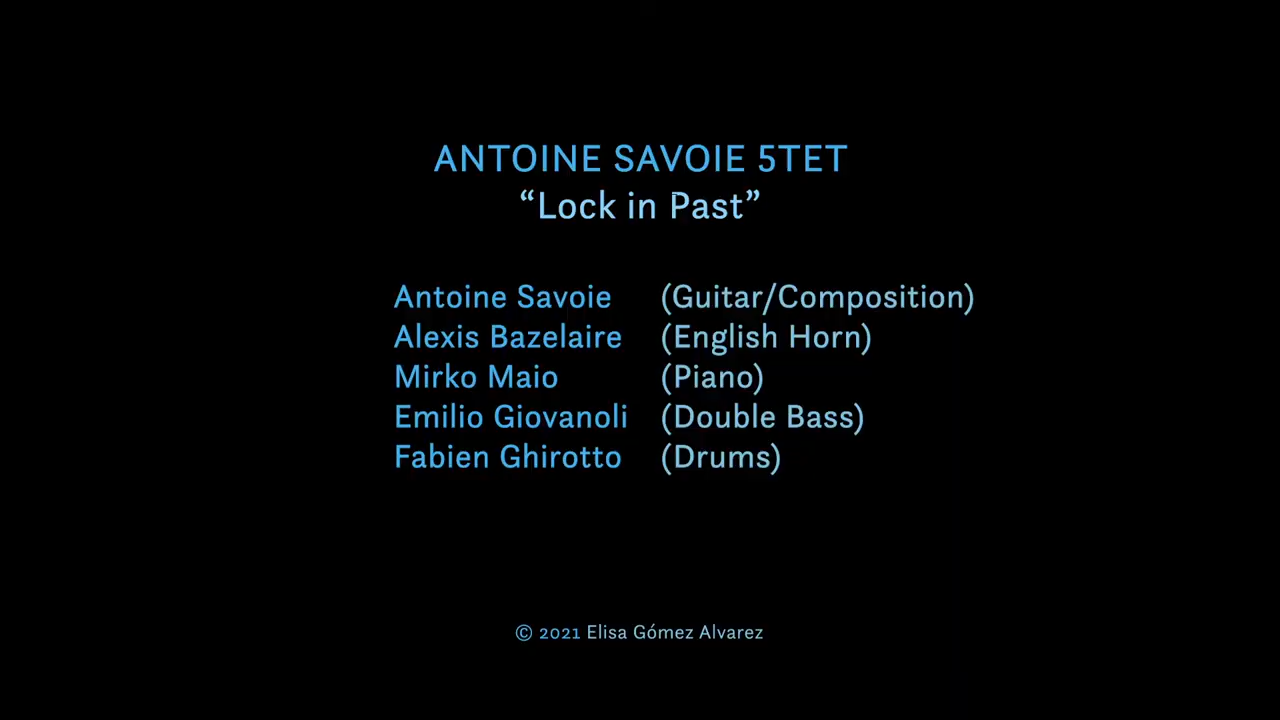 ANTOINE SAVOIE 5TET
“Lock in Past”
Antoine Savoie (Guitar/Composition)
Alexis Bazelaire (English Horn)
Mirko Maio (Piano)
Emilio Giovanoli (Double Bass)
Fabien Ghirotto (Drums)
© 2021 Elisa Gómez Alvarez